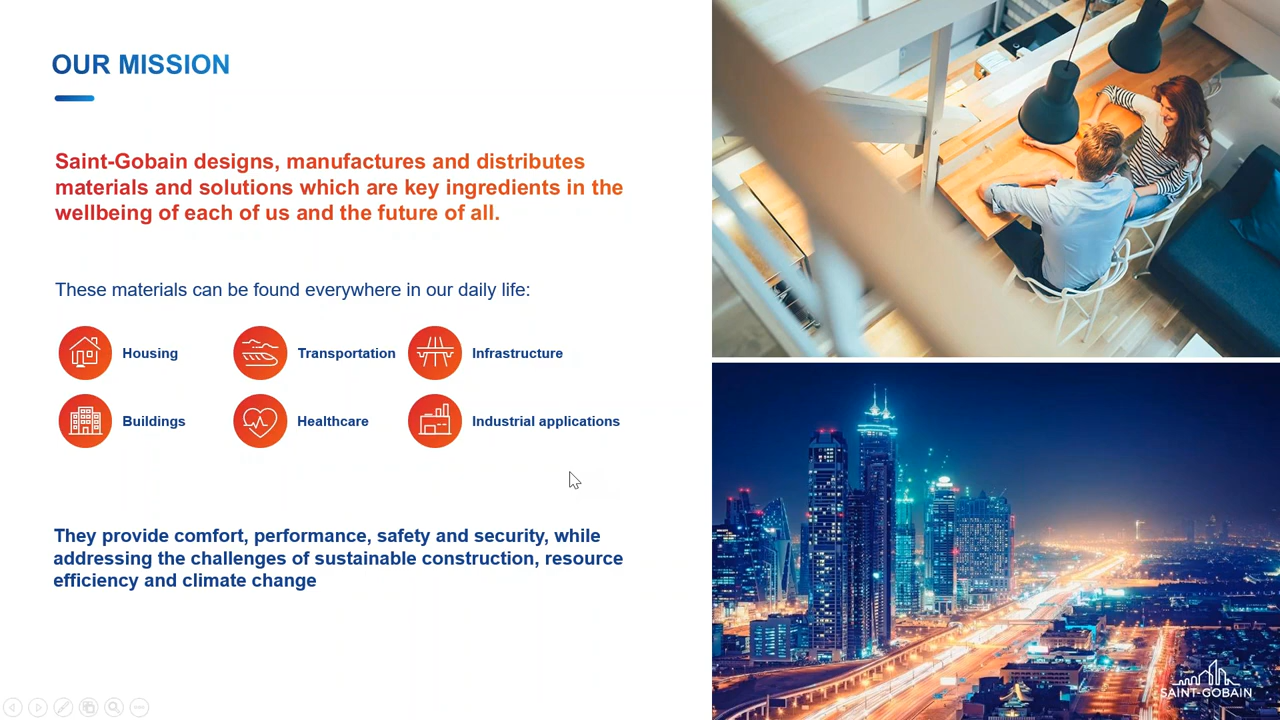 OUR MISSION
Saint-Gobain designs, manufactures and distributes
materials and solutions which are key ingredients in the
wellbeing of each of us and the future of all.
These materials can be found everywhere in our daily life:
Housing
Transportation
Infrastructure
Buildings
Healthcare
Industrial applications
They provide comfort, performance, safety and security, while
addressing the challenges of sustainable construction, resource
efficiency and climate change
SAINT-GOBAIN